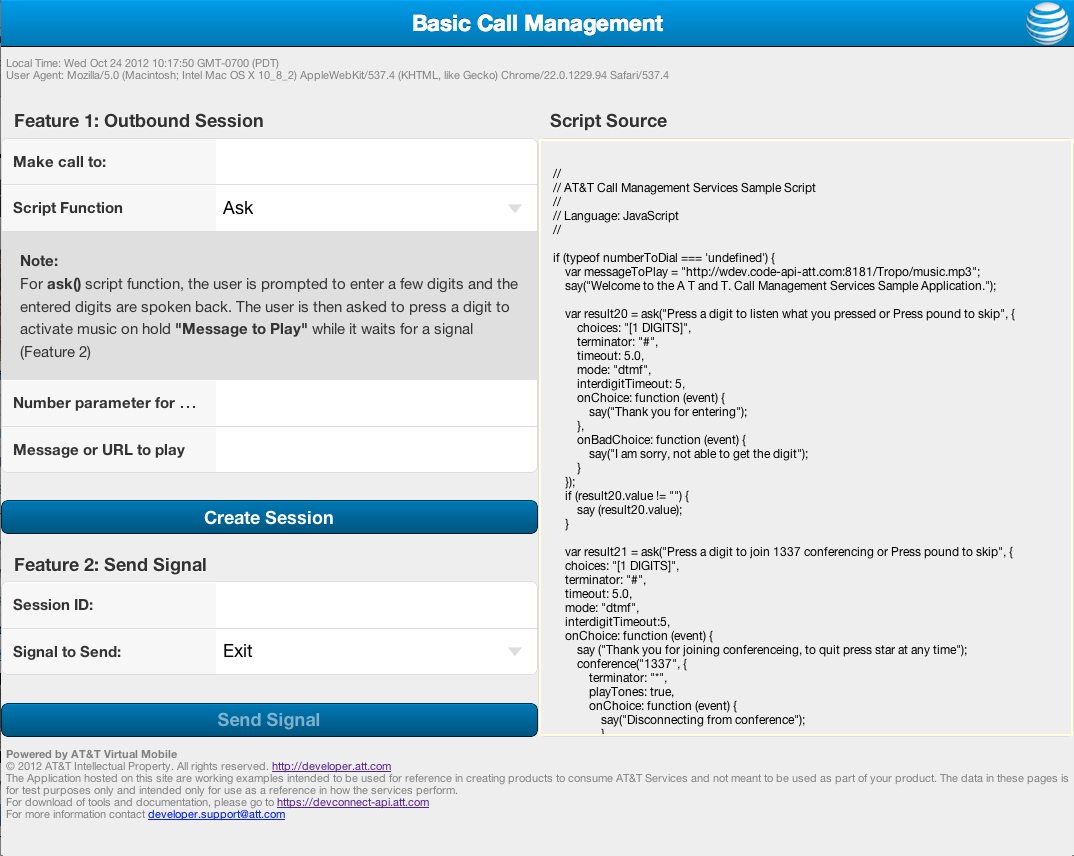 Basic Call Management
Local Time: Wed Oct 24 2012 10:17:50 GMT-0700 (PDT)
User Agent: Mozilla/5.0 (Macintosh; Intel Mac OS X 10_8_2) AppleWebKit/537.4 (KHTML, like Gecko) Chrome/22.0.1229.94 Safari/537.4
Feature 1: Outbound Session
Make call to:
Script Function
Ask
Note:
For ask() script function, the user is prompted to enter a few digits and the
entered digits are spoken back. The user is then asked to press a digit to
activate music on hold "Message to Play" while it waits for a signal
(Feature 2)
Number parameter for ...
Message or URL to play
Create Session
Feature 2: Send Signal
Session ID:
Signal to Send:
Exit
Send Signal
Script Source
//
// AT&T Call Management Services Sample Script
//
// Language: JavaScript
//
if (typeof numberToDial === 'undefined') {
var messageToPlay = "http://wdev.code-api-att.com:8181/Tropo/music.mp3";
say("Welcome to the A T and T. Call Management Services Sample Application.");
var result20 = ask("Press a digit to listen what you pressed or Press pound to skip", {
choices: "[1 DIGITS]",
terminator: "#",
timeout: 5.0,
mode: "dtmf",
interdigitTimeout: 5,
onChoice: function (event) {
say("Thank you for entering");
},
onBadChoice: function (event) {
say("I am sorry, not able to get the digit");
}
});
if (result20.value != "") {
say (result20.value);
}
var result21 = ask("Press a digit to join 1337 conferencing or Press pound to skip", {
choices: "[1 DIGITS]",
terminator: "#",
timeout: 5.0,
mode: "dtmf",
interdigitTimeout:5,
onChoice: function (event) {
say ("Thank you for joining conferenceing, to quit press star at any time");
conference("1337", {
terminator: "*",
playTones: true,
onChoice: function (event) {
say("Disconnecting from conference");
}
Powered by AT&T Virtual Mobile
© 2012 AT&T Intellectual Property. All rights reserved. http://developer.att.com
The Application hosted on this site are working examples intended to be used for reference in creating products to consume AT&T Services and not meant to be used as part of your product. The data in these pages is
for test purposes only and intended only for use as a reference in how the services perform.
For download of tools and documentation, please go to https://devconnect-api.att.com
For more information contact developer.support@att.com